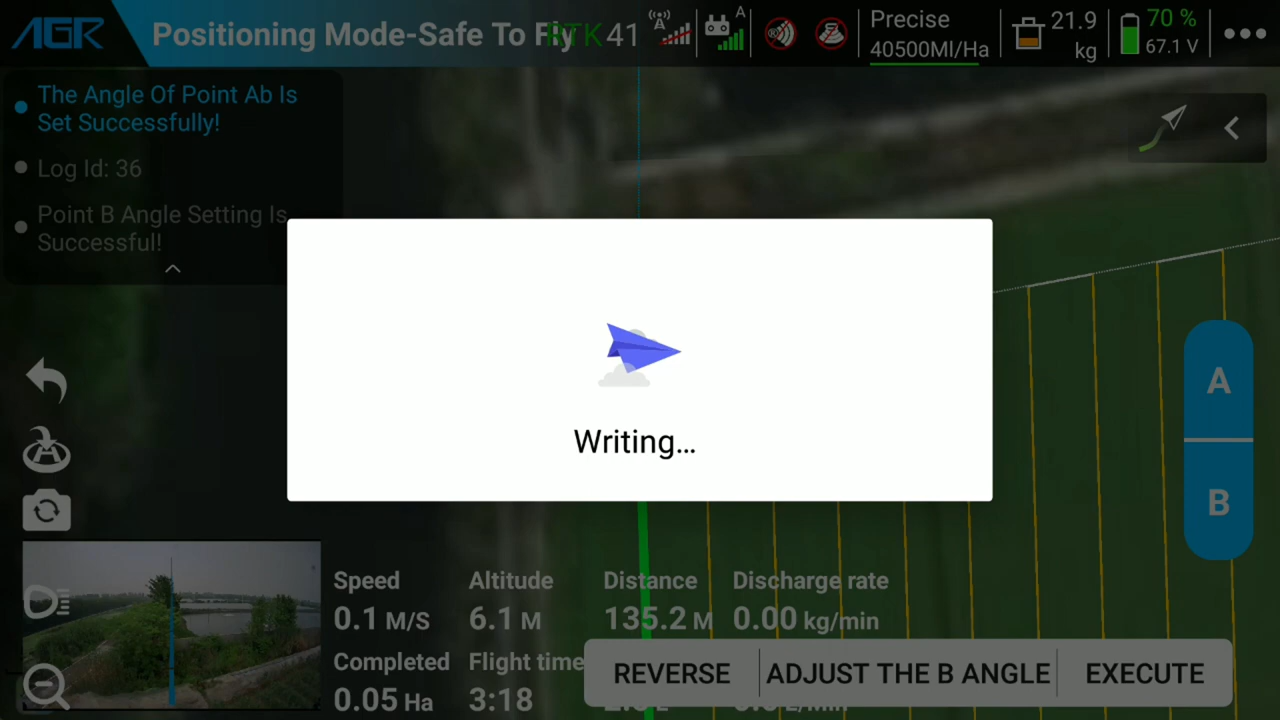 AGR
Positioning Mode-Safe To Fly
RTK 41
A
Precise
40500Ml/Ha
21.9
kg
70 %
67.1 V
The Angle Of Point Ab Is
Set Successfully!
Log Id: 36
Point B Angle Setting Is
Successful!
Writing...
A
B
Speed
0.1 M/S
Altitude
6.1 M
Distance
135.2 M
Discharge rate
0.00 kg/min
Completed
0.05 Ha
Flight time
3:18
REVERSE
ADJUST THE B ANGLE
EXECUTE